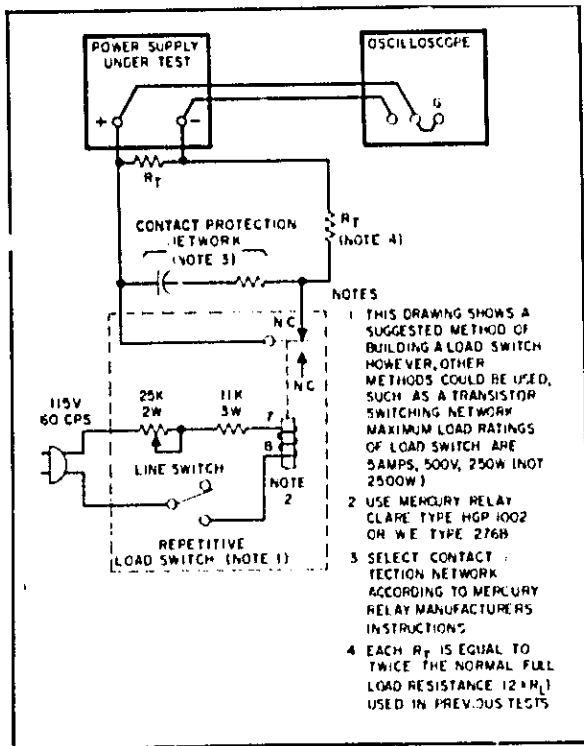 POWER SUPPLY
UNDER TEST
OSCILLOSCOPE
G
+
-
R_T
R_T
(NOTE 4)
CONTACT PROTECTION
NETWORK
(NOTE 3)
N C
N C
115V
60 CPS
25K
2W
11K
3W
7
8
LINE SWITCH
NOTE
2
REPETITIVE
LOAD SWITCH (NOTE 1)
NOTES
1 THIS DRAWING SHOWS A
SUGGESTED METHOD OF
BUILDING A LOAD SWITCH
HOWEVER, OTHER
METHODS COULD BE USED,
SUCH AS A TRANSISTOR
SWITCHING NETWORK
MAXIMUM LOAD RATINGS
OF LOAD SWITCH ARE
5AMPS, 500V, 250W (NOT
2500W)
2 USE MERCURY RELAY
CLARE TYPE HGP 1002
OR W E TYPE 276B
3 SELECT CONTACT
TECTION NETWORK
ACCORDING TO MERCURY
RELAY MANUFACTURERS
INSTRUCTIONS
4 EACH R_T IS EQUAL TO
TWICE THE NORMAL FULL
LOAD RESISTANCE (2×R_L)
USED IN PREVIOUS TESTS